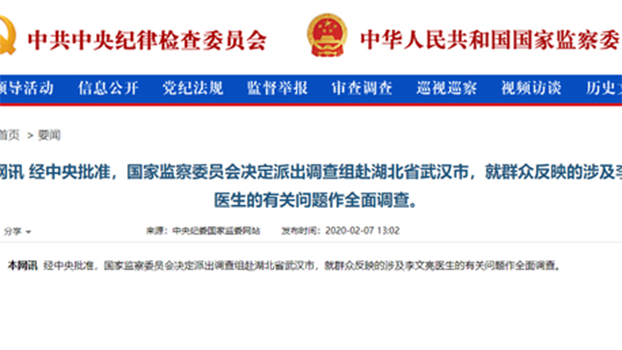 中共中央纪律检查委员会 中华人民共和国国家监察委
领导活动 信息公开 党纪法规 监督举报 审查调查 巡视巡察 视频访谈 历史
首页 > 要闻
网讯 经中央批准，国家监察委员会决定派出调查组赴湖北省武汉市，就群众反映的涉及李
医生的有关问题作全面调查。
分享 来源：中央纪委国家监委网站 发布时间：2020-02-07 13:02
本网讯 经中央批准，国家监察委员会决定派出调查组赴湖北省武汉市，就群众反映的涉及李文亮医生的有关问题作全面调查。